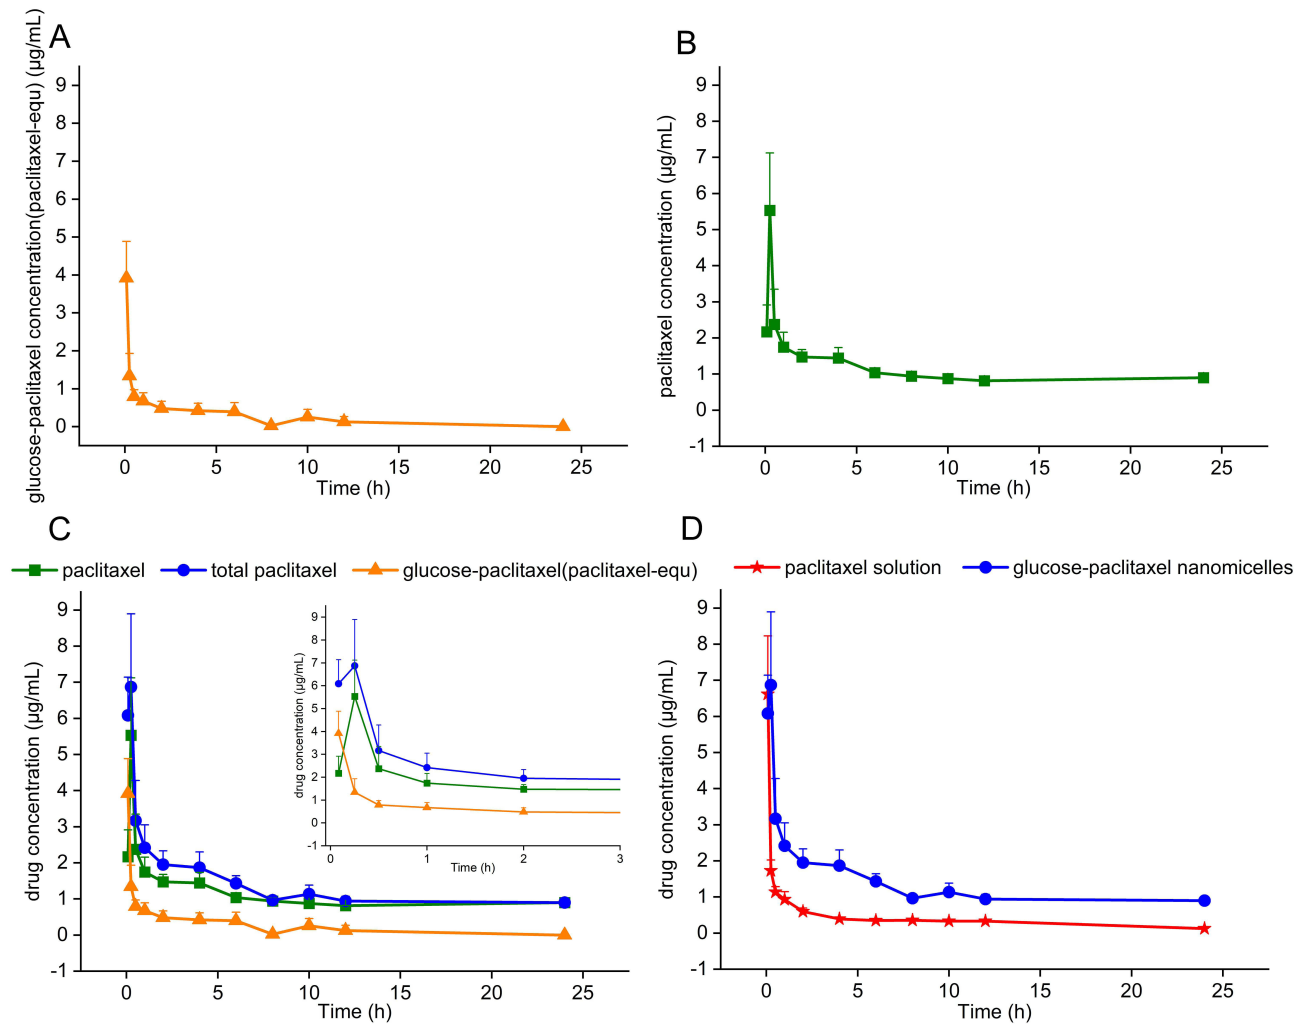 A
glucose-paclitaxel concentration(paclitaxel-equ) (µg/mL)
9
8
7
6
5
4
3
2
1
0
0 5 10 15 20 25
Time (h)
B
paclitaxel concentration (µg/mL)
9
8
7
6
5
4
3
2
1
0
-1
0 5 10 15 20 25
Time (h)
C
paclitaxel total paclitaxel glucose-paclitaxel(paclitaxel-equ)
drug concentration (µg/mL)
9
8
7
6
5
4
3
2
1
0
-1
0 5 10 15 20 25
Time (h)
drug concentration (µg/mL)
9
8
7
6
5
4
3
2
1
0
-1
0 1 2 3
Time (h)
D
paclitaxel solution glucose-paclitaxel nanomicelles
drug concentration (µg/mL)
9
8
7
6
5
4
3
2
1
0
-1
0 5 10 15 20 25
Time (h)